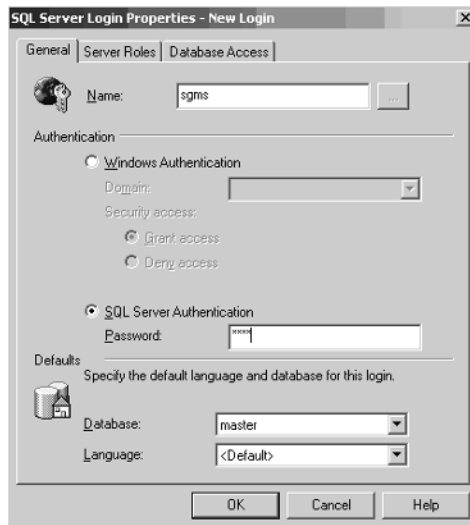 SQL Server Login Properties - New Login
General Server Roles Database Access
Name: sgms ...
Authentication
Windows Authentication
Domain:
Security access:
Grant access
Deny access
SQL Server Authentication
Password: ****
Defaults
Specify the default language and database for this login.
Database: master
Language: <Default>
OK Cancel Help